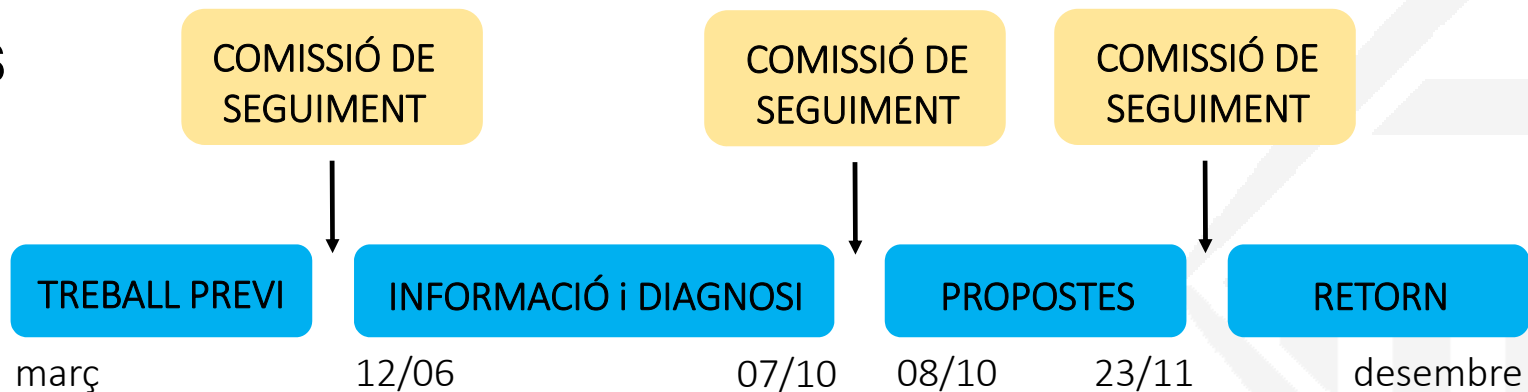 COMISSIÓ DE
SEGUIMENT
COMISSIÓ DE
SEGUIMENT
COMISSIÓ DE
SEGUIMENT
TREBALL PREVI
INFORMACIÓ i DIAGNOSI
PROPOSTES
RETORN
març
12/06
07/10
08/10
23/11
desembre